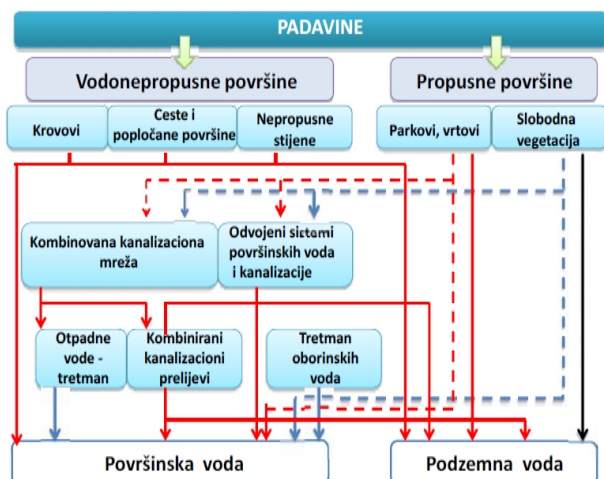 PADAVINE
Vodonepropusne površine
Propusne površine
Krovovi
Ceste i
popločane površine
Nepropusne
stijene
Parkovi, vrtovi
Slobodna
vegetacija
Kombinovana kanalizaciona
mreža
Odvojeni sistemi
površinskih voda
i kanalizacije
Otpadne
vode -
tretman
Kombinirani
kanalizacioni
prelijevi
Tretman
oborinskih
voda
Površinska voda
Podzemna voda